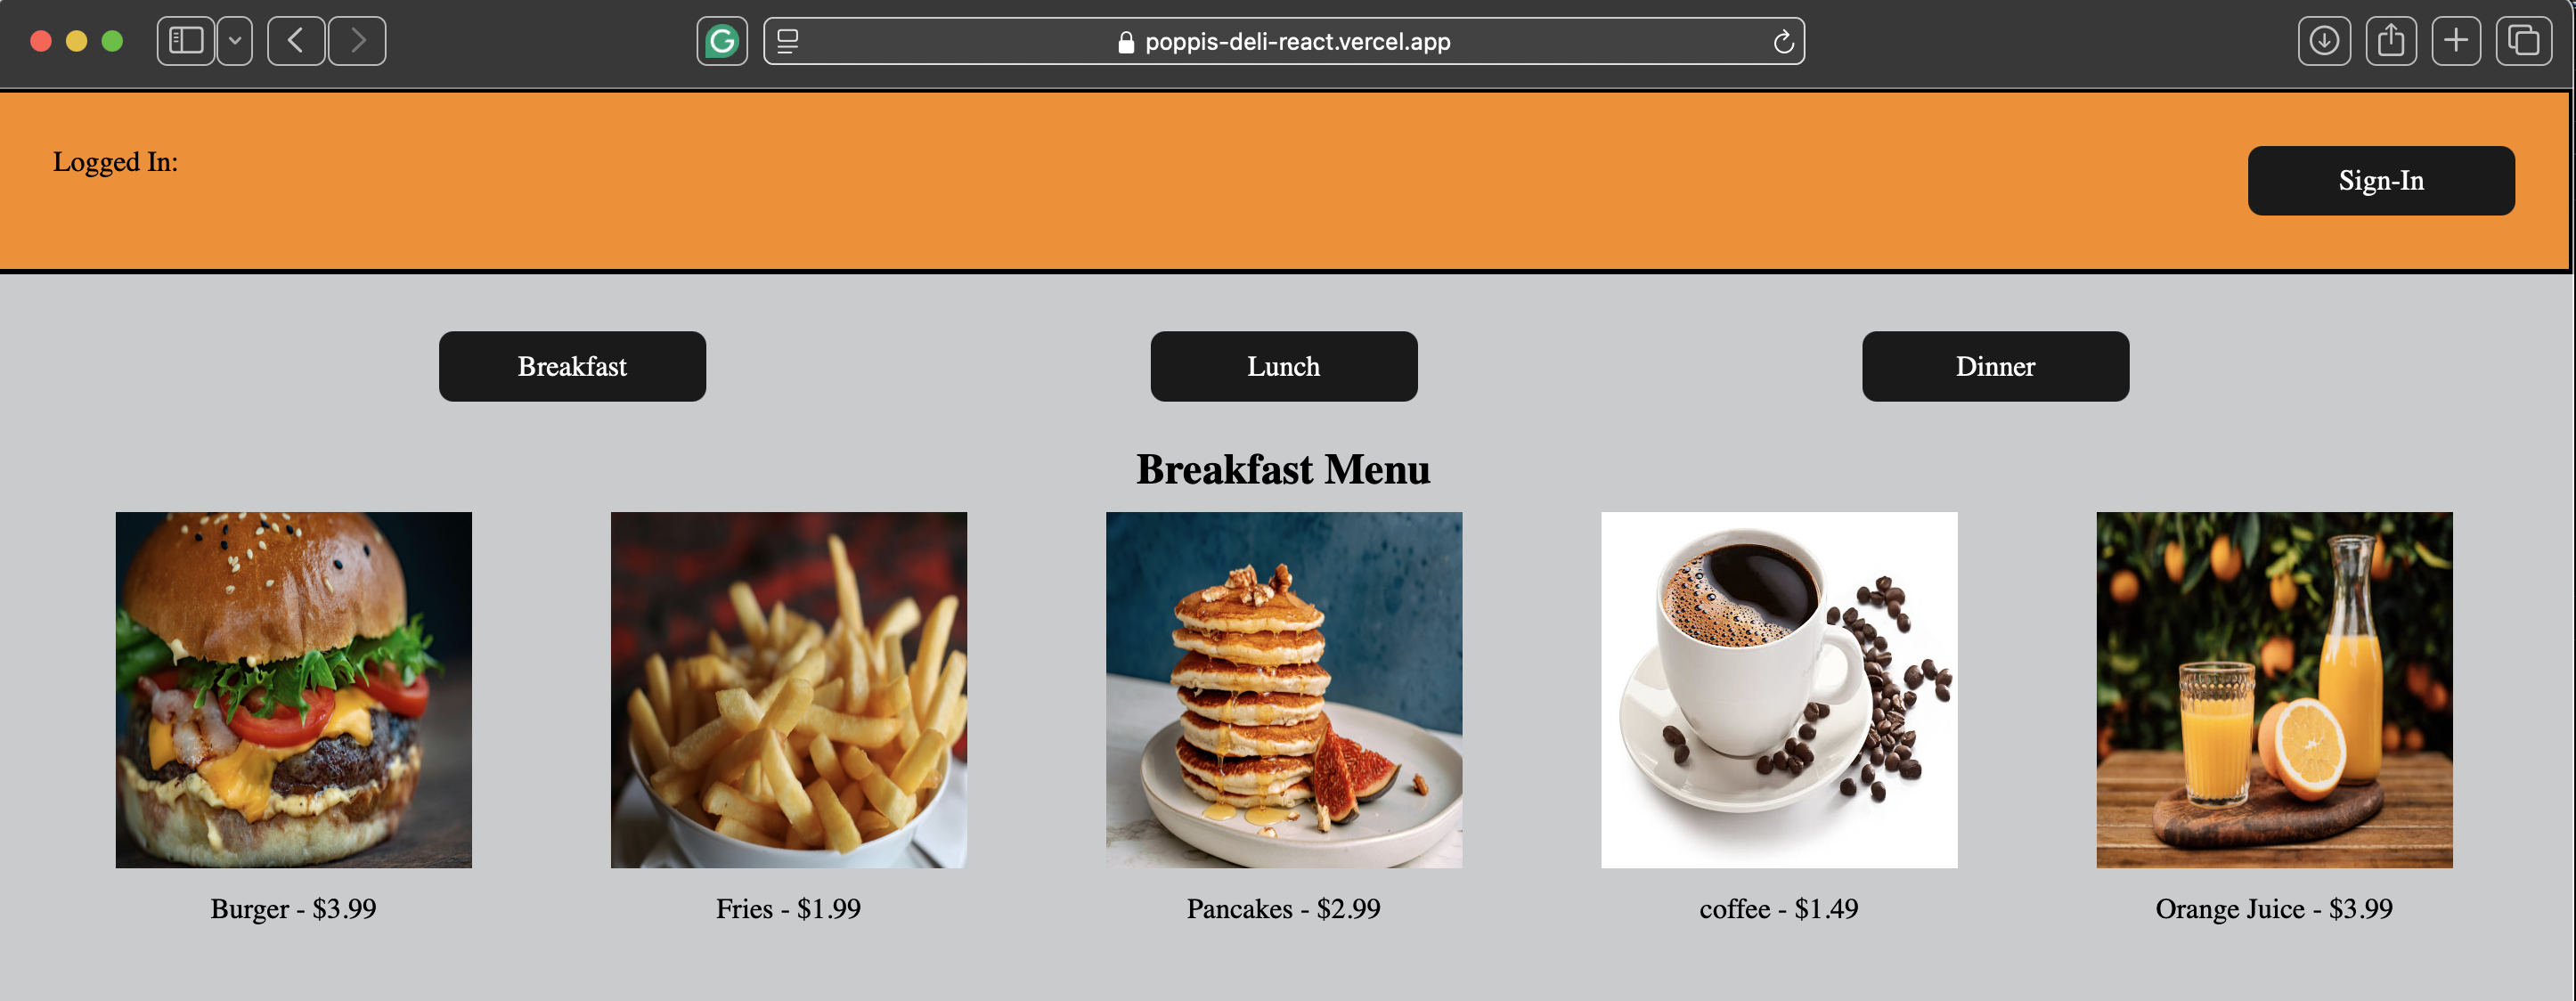 poppis-deli-react.vercel.app
Logged In:
Sign-In
Breakfast
Lunch
Dinner
Breakfast Menu
Burger - $3.99
Fries - $1.99
Pancakes - $2.99
coffee - $1.49
Orange Juice - $3.99